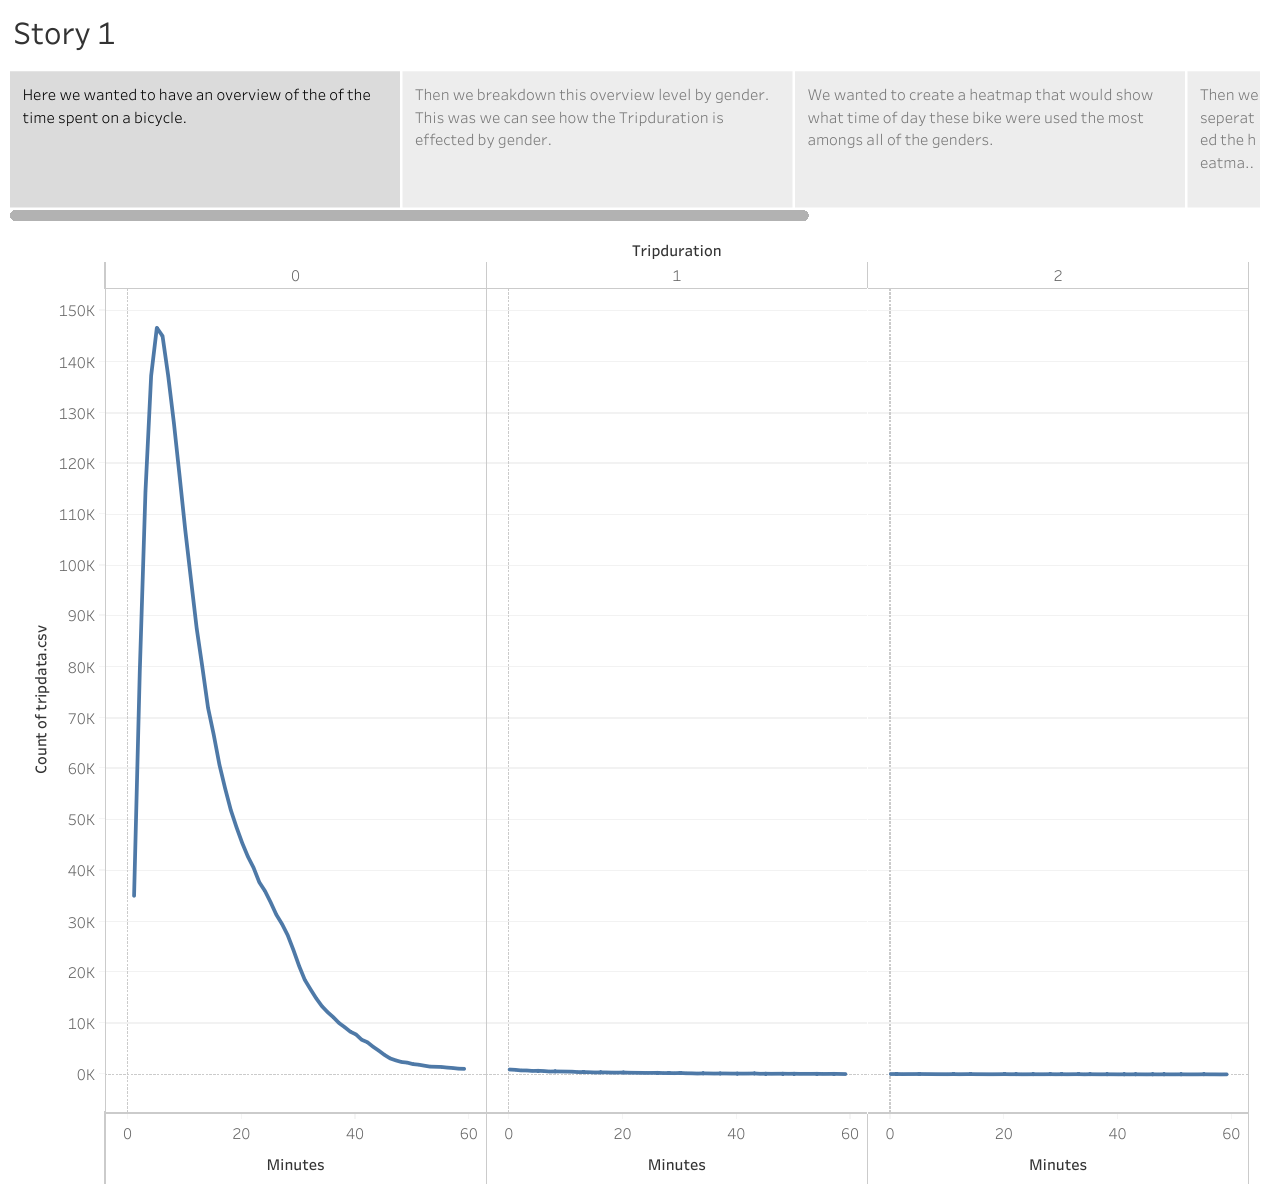 Story 1
Here we wanted to have an overview of the of the
time spent on a bicycle.
Then we breakdown this overview level by gender.
This was we can see how the Tripduration is
effected by gender.
We wanted to create a heatmap that would show
what time of day these bike were used the most
amongs all of the genders.
Then we
seperat
ed the h
eatma..
Tripduration
0 1 2
150K
140K
130K
120K
110K
100K
90K
80K
70K
60K
50K
40K
30K
20K
10K
0K
Count of tripdata.csv
0 20 40 60 0 20 40 60 0 20 40 60
Minutes Minutes Minutes